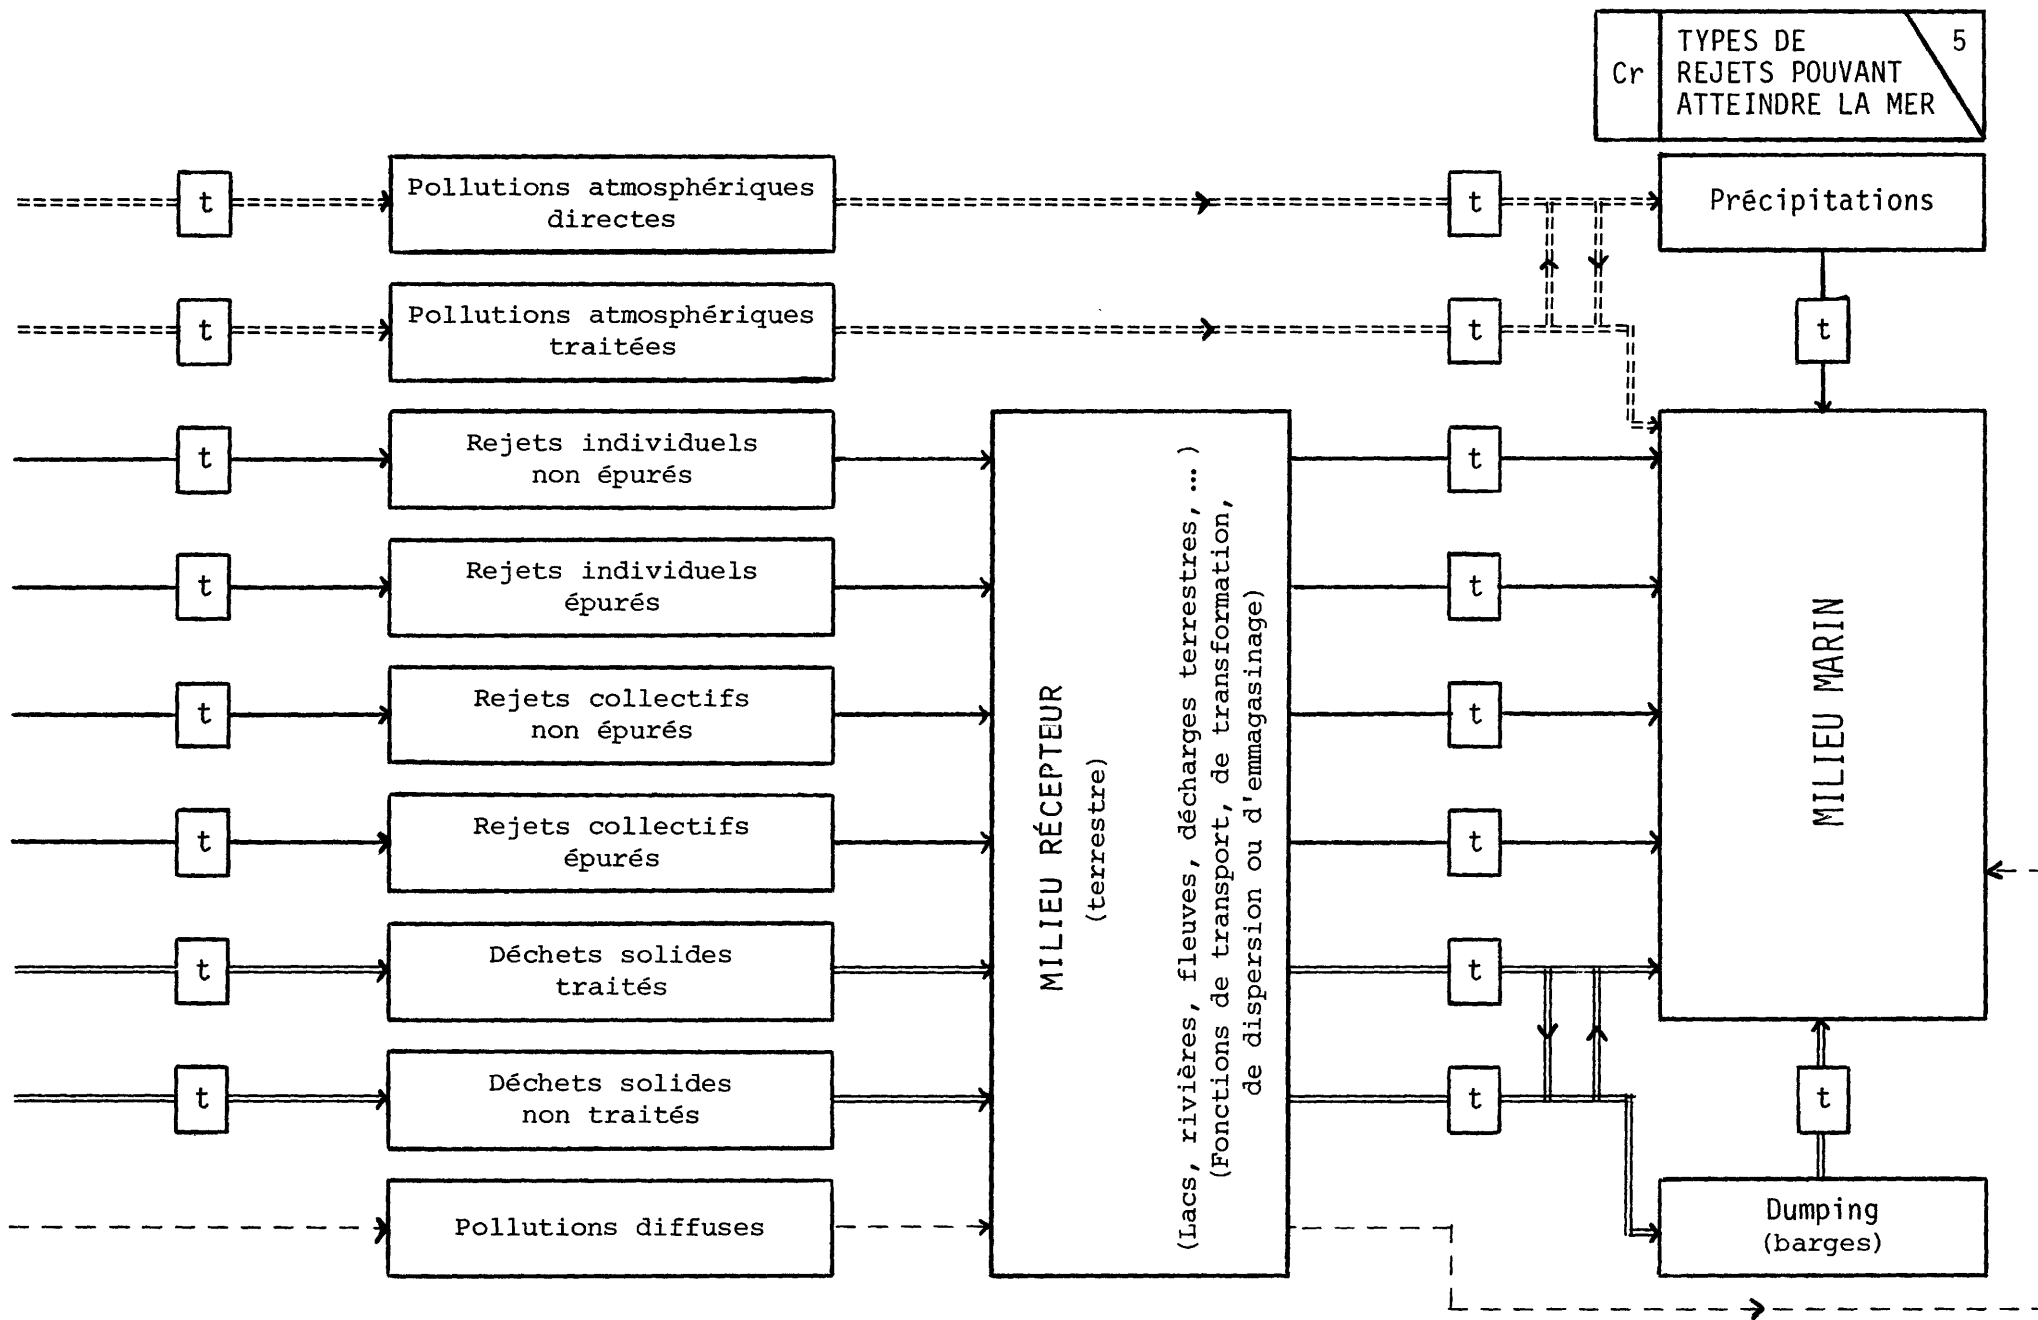 Cr
TYPES DE
REJETS POUVANT
ATTEINDRE LA MER
5
t
Pollutions atmosphériques
directes
t
Précipitations
t
Pollutions atmosphériques
traitées
t
t
t
Rejets individuels
non épurés
t
t
Rejets individuels
épurés
t
t
Rejets collectifs
non épurés
t
t
Rejets collectifs
épurés
t
t
Déchets solides
traités
t
t
Déchets solides
non traités
t
t
Pollutions diffuses
MILIEU RÉCEPTEUR
(terrestre)
(Lacs, rivières, fleuves, décharges terrestres, ...)
(Fonctions de transport, de transformation,
de dispersion ou d'emmagasinage)
MILIEU MARIN
Dumping
(barges)